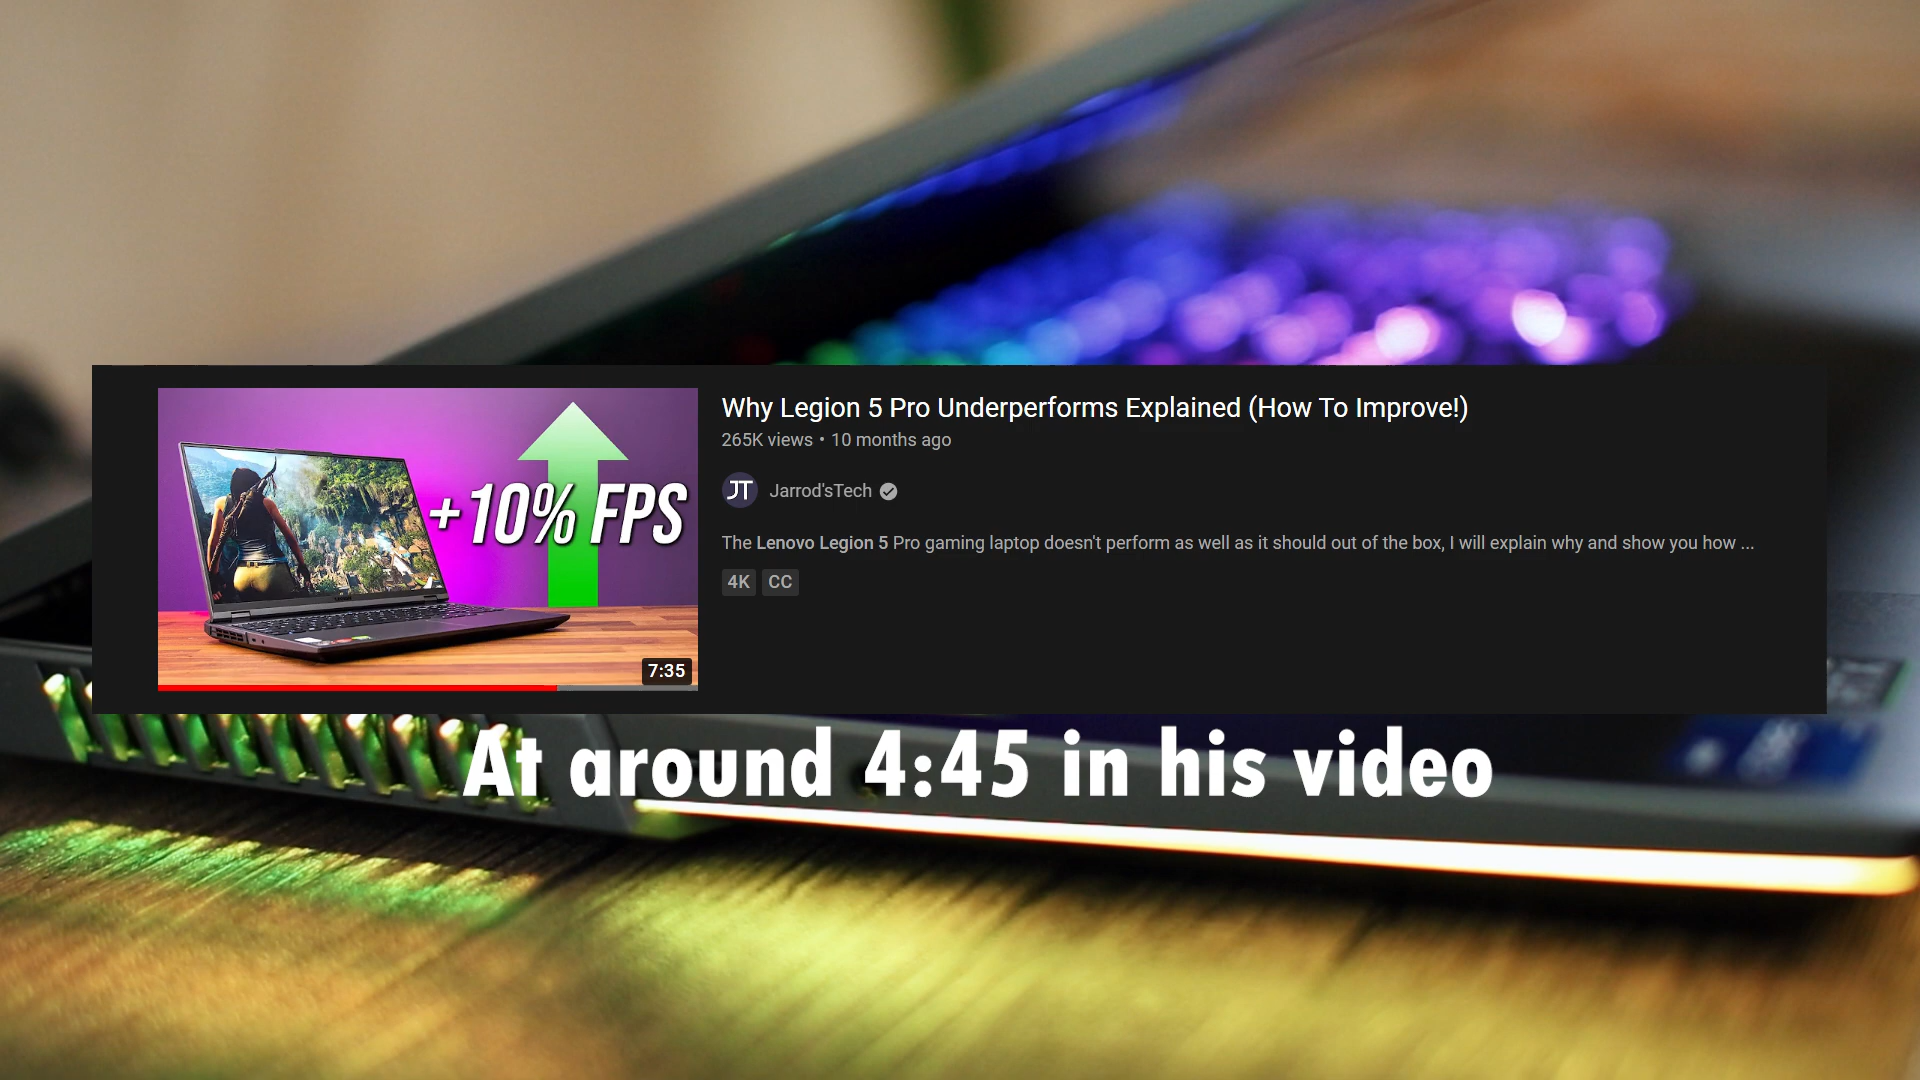 +10% FPS
7:35
Why Legion 5 Pro Underperforms Explained (How To Improve!)
265K views • 10 months ago
JT Jarrod'sTech
The Lenovo Legion 5 Pro gaming laptop doesn't perform as well as it should out of the box, I will explain why and show you how ...
4K CC
At around 4:45 in his video